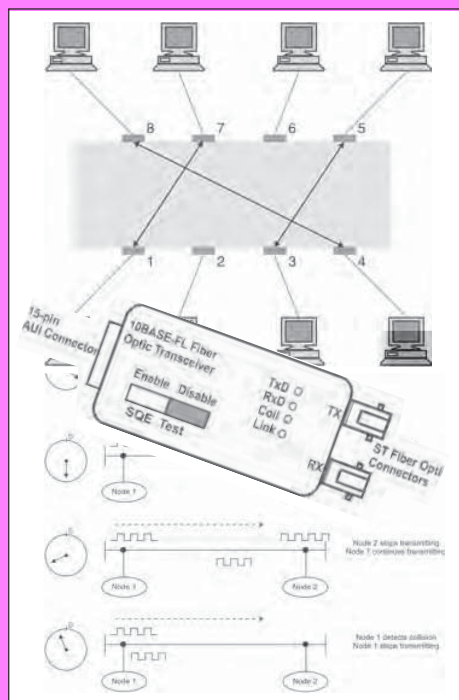 8 7 6 5
1 2 3 4
15-pin
AUI Connector
10BASE-FL Fiber
Optic Transceiver
Enable Disable
SQE Test
TxD
RxD
Coil
Link
TX
RX
ST Fiber Opti
Connectors
Node 1
Node 2 stops transmitting
Node 1 continues transmitting
Node 1 Node 2
Node 1 detects collision
Node 1 stops transmitting
Node 1 Node 2